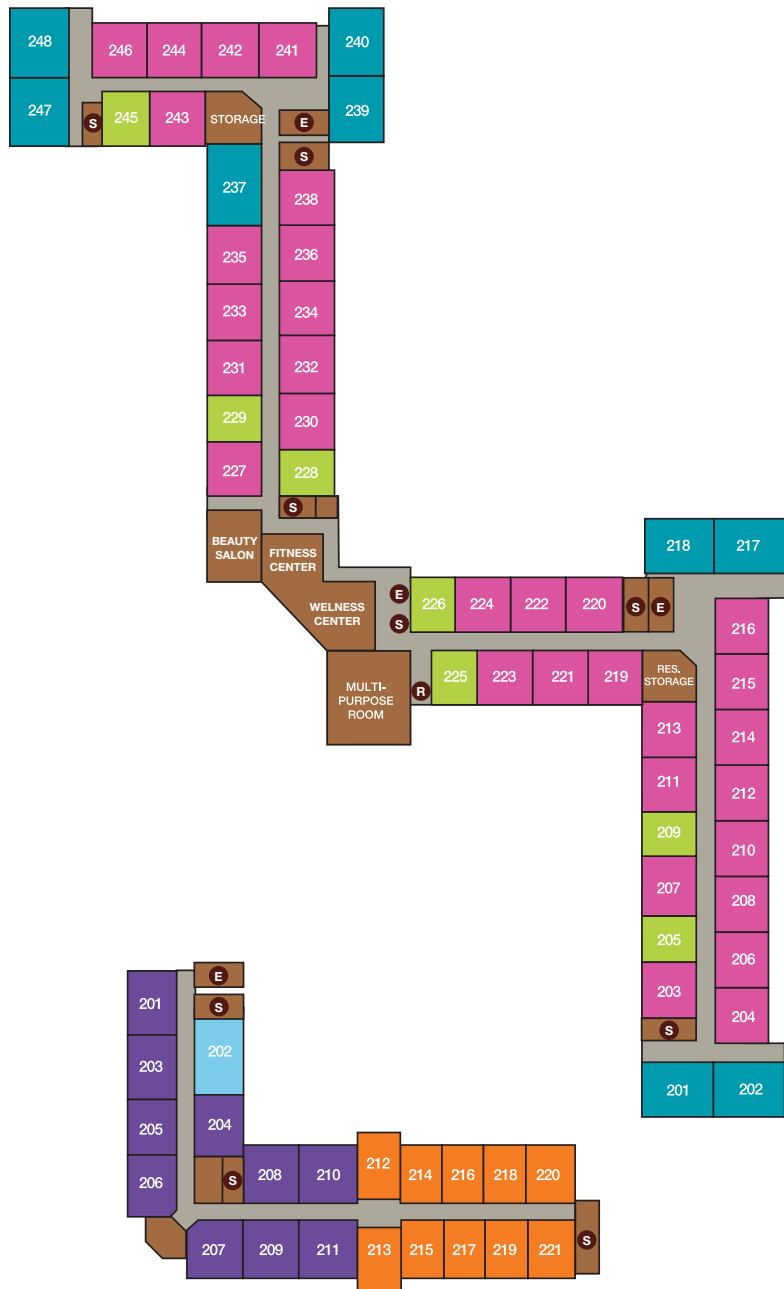 248
246
244
242
241
240
247
S
245
243
STORAGE
E
239
S
237
238
235
236
233
234
231
232
229
230
227
228
S
BEAUTY
SALON
FITNESS
CENTER
WELNESS
CENTER
E
S
226
224
222
220
S
E
218
217
MULTI-
PURPOSE
ROOM
R
225
223
221
219
RES.
STORAGE
216
215
213
214
211
212
209
210
207
208
205
206
203
204
S
201
202
E
201
S
203
202
205
204
206
S
208
210
212
214
216
218
220
207
209
211
213
215
217
219
221
S